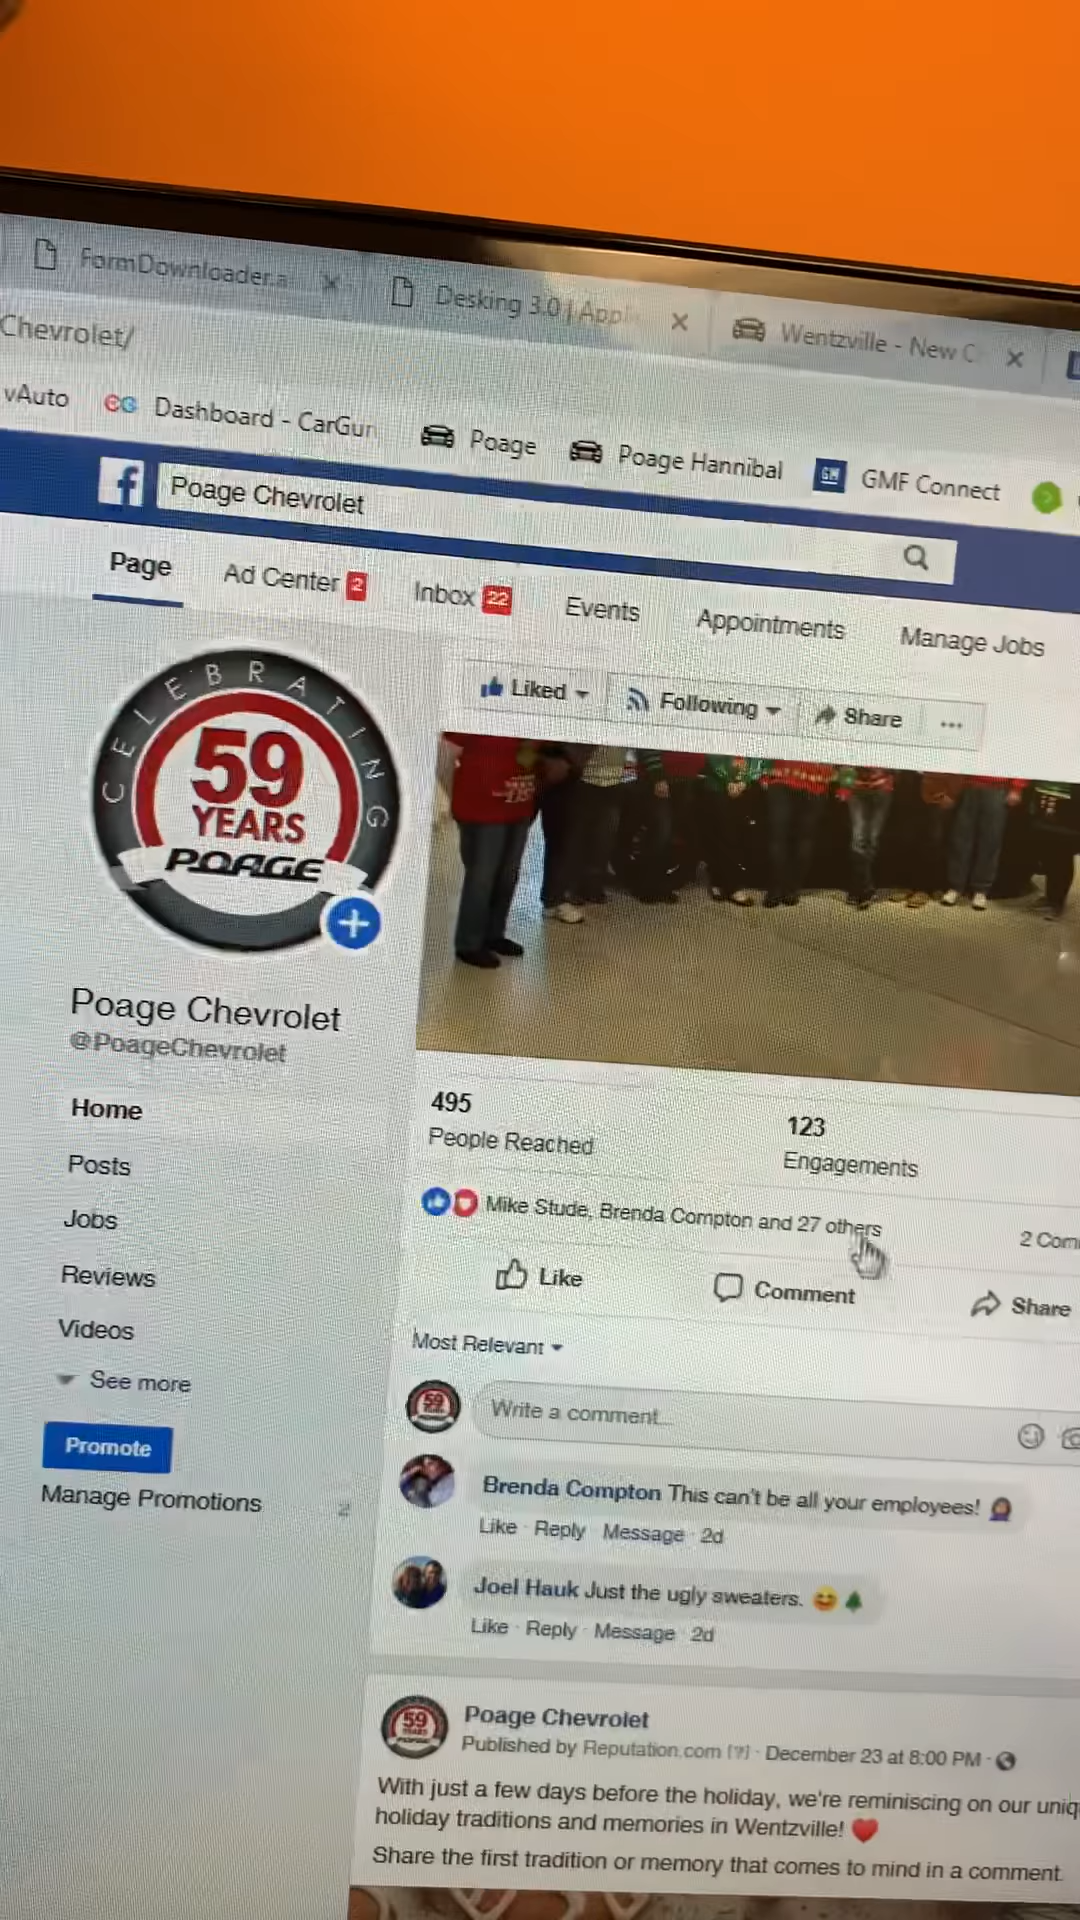 FormDownloader.a
Desking 3.0 | Appli
Wentzville - New C
Chevrolet/
vAuto
Dashboard - CarGur
Poage
Poage Hannibal
GM
GMF Connect
Poage Chevrolet
Page
Ad Center 2
Inbox 22
Events
Appointments
Manage Jobs
Liked
Following
Share
CELEBRATING
59
YEARS
POAGE
Poage Chevrolet
@PoageChevrolet
Home
Posts
Jobs
Reviews
Videos
See more
Promote
Manage Promotions 2
495
People Reached
123
Engagements
Mike Stude, Brenda Compton and 27 others
2 Com
Like
Comment
Share
Most Relevant
59
Write a comment...
Brenda Compton This can't be all your employees! 🤦‍♀️
Like · Reply · Message · 2d
Joel Hauk Just the ugly sweaters. 😄🌲
Like · Reply · Message · 2d
59
YEARS
Poage Chevrolet
Published by Reputation.com [?] · December 23 at 8:00 PM ·
With just a few days before the holiday, we're reminiscing on our uniq
holiday traditions and memories in Wentzville! ❤️
Share the first tradition or memory that comes to mind in a comment.